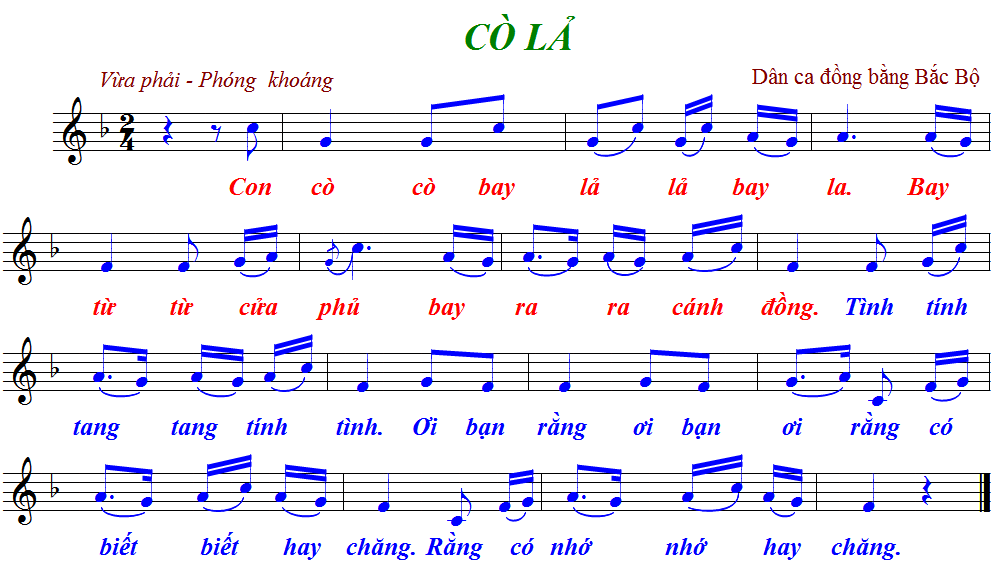 CÒ LẢ
Vừa phải - Phóng khoáng
Dân ca đồng bằng Bắc Bộ
2
4
Con cò cò bay lả lả bay la. Bay
từ từ cửa phủ bay ra ra cánh đồng. Tình tính
tang tang tính tình. Ơi bạn rằng ơi bạn ơi rằng có
biết biết hay chăng. Rằng có nhớ nhớ hay chăng.